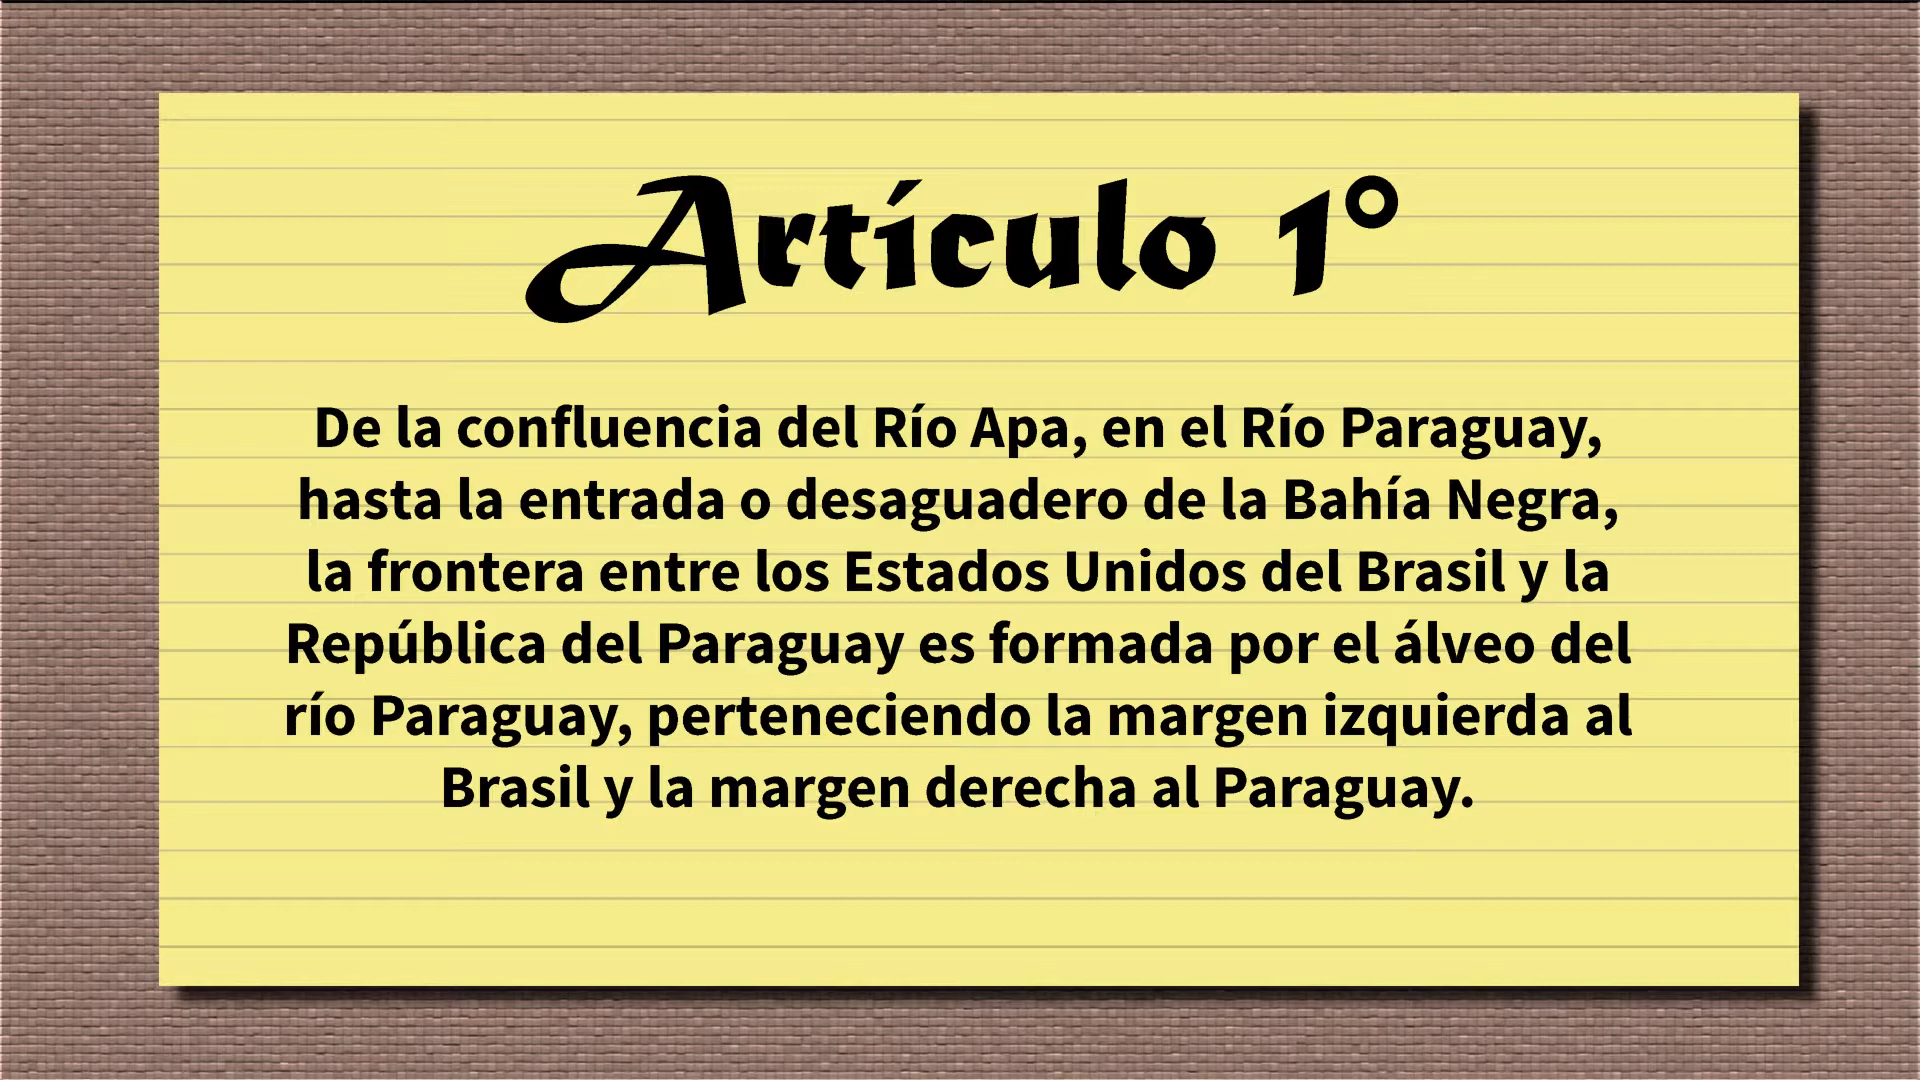 Artículo 1°
De la confluencia del Río Apa, en el Río Paraguay,
hasta la entrada o desaguadero de la Bahía Negra,
la frontera entre los Estados Unidos del Brasil y la
República del Paraguay es formada por el álveo del
río Paraguay, perteneciendo la margen izquierda al
Brasil y la margen derecha al Paraguay.